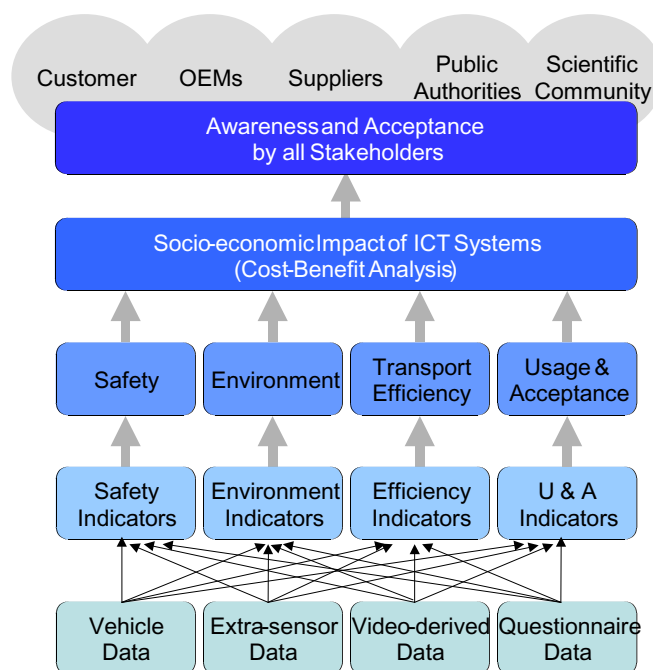 Customer
OEMs
Suppliers
Public
Authorities
Scientific
Community
Awareness and Acceptance
by all Stakeholders
Socio-economic Impact of ICT Systems
(Cost-Benefit Analysis)
Safety
Environment
Transport
Efficiency
Usage &
Acceptance
Safety
Indicators
Environment
Indicators
Efficiency
Indicators
U & A
Indicators
Vehicle
Data
Extra-sensor
Data
Video-derived
Data
Questionnaire
Data